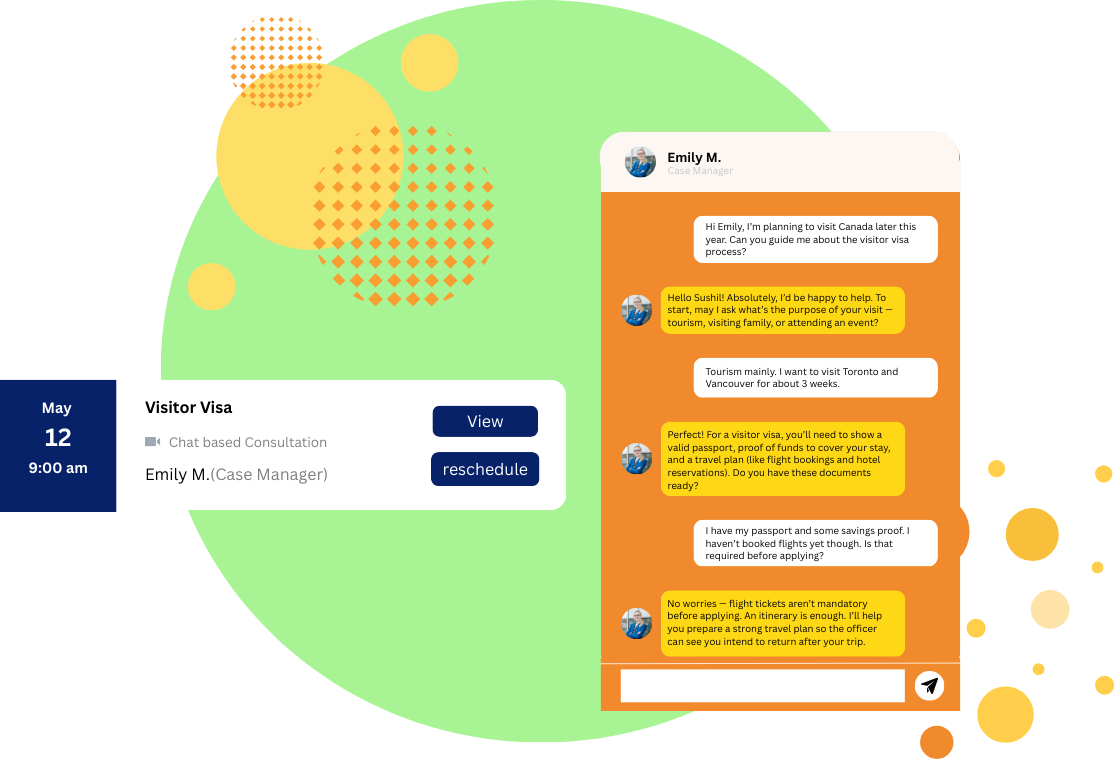 May
12
9:00 am
Visitor Visa
Chat based Consultation
Emily M.(Case Manager)
View
reschedule
Emily M.
Case Manager
Hi Emily, I’m planning to visit Canada later this
year. Can you guide me about the visitor visa
process?
Hello Sushil! Absolutely, I’d be happy to help. To
start, may I ask what’s the purpose of your visit —
tourism, visiting family, or attending an event?
Tourism mainly. I want to visit Toronto and
Vancouver for about 3 weeks.
Perfect! For a visitor visa, you’ll need to show a
valid passport, proof of funds to cover your stay,
and a travel plan (like flight bookings and hotel
reservations). Do you have these documents
ready?
I have my passport and some savings proof. I
haven’t booked flights yet though. Is that
required before applying?
No worries — flight tickets aren’t mandatory
before applying. An itinerary is enough. I’ll help
you prepare a strong travel plan so the officer
can see you intend to return after your trip.